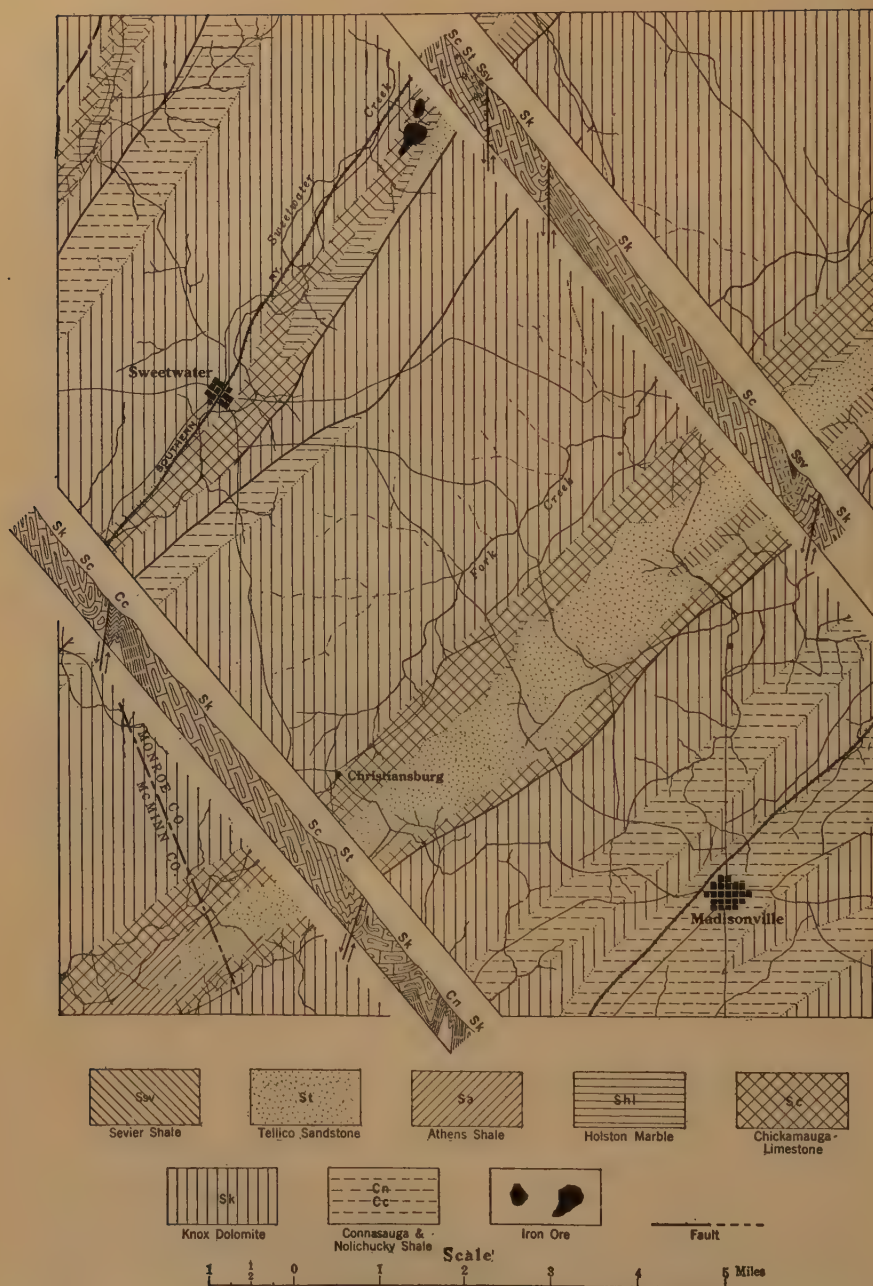 Sc St Ssv
Sk
Sk
Sc
Ssv
Sk
Creek
Sweetwater
RY.
SOUTHERN
Sweetwater
Fork Creek
Sk
Sc
Cc
Sk
Sc
St
Sk
Cn
Sk
MONROE CO.
McMINN CO.
Christiansburg
Madisonville
Ssv
Sevier Shale
St
Tellico Sandstone
Sa
Athens Shale
Shl
Holston Marble
Sc
Chickamauga-
Limestone
Sk
Knox Dolomite
Cn
Cc
Connasauga &
Nolichucky Shale
Iron Ore
Fault
Scale
1 1/2 0 1 2 3 4 5 Miles